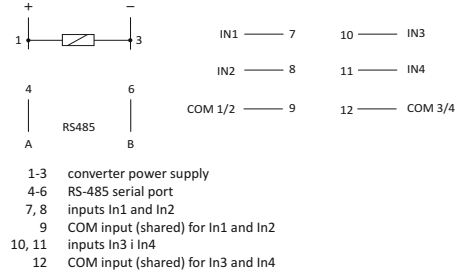 + −
1 3
4 6
RS485
A B
IN1 7 10 IN3
IN2 8 11 IN4
COM 1/2 9 12 COM 3/4
1-3 converter power supply
4-6 RS-485 serial port
7, 8 inputs In1 and In2
9 COM input (shared) for In1 and In2
10, 11 inputs In3 i In4
12 COM input (shared) for In3 and In4